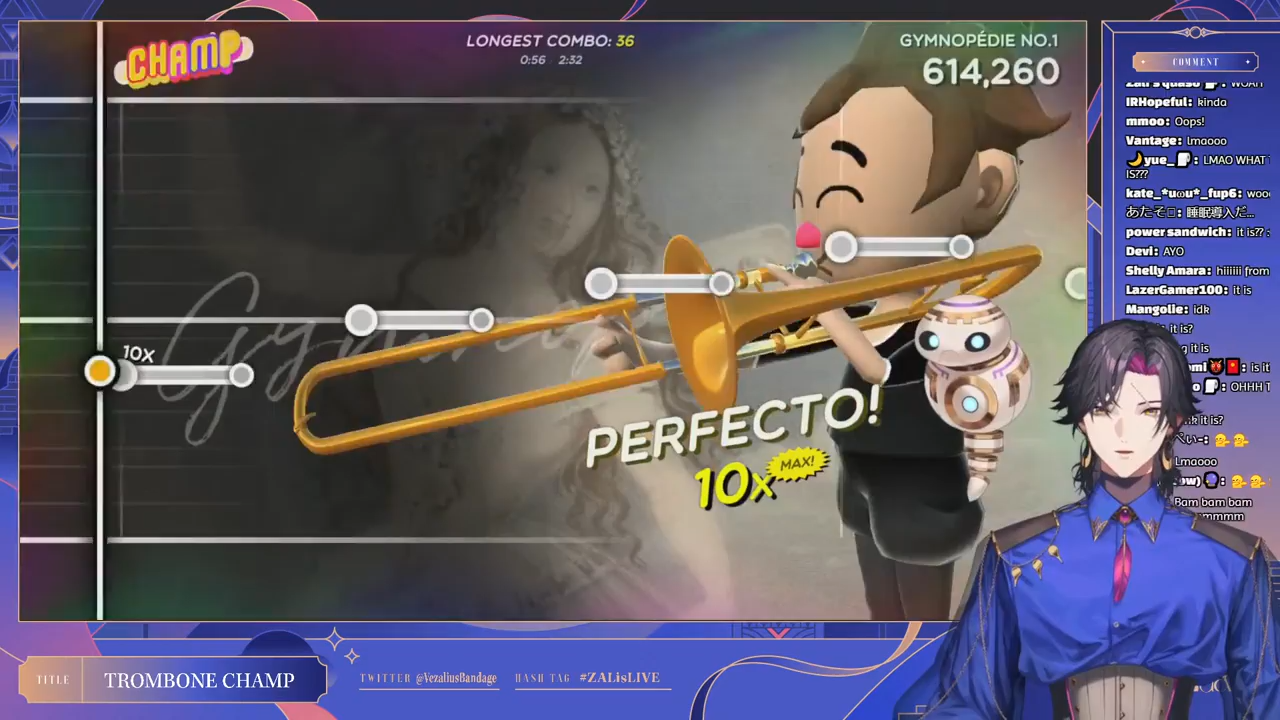 CHAMP
LONGEST COMBO: 36
0:56 2:32
GYMNOPÉDIE NO.1
614,260
10X
PERFECTO!
10x MAX!
COMMENT
IRHopeful: kinda
mmoo: Oops!
Vantage: lmaooo
yue_: LMAO WHAT
IS???
kate_*uωu*_fup6: woo
あたそ: 睡眠導入だ...
power sandwich: it is?? :
Devi: AYO
Shelly Amara: hiiiiii from
LazerGamer100: it is
Mangolie: idk
it is?
it is
: is it
: OHHH T
k it is?
Lmaooo
Bam bam bam
TITLE
TROMBONE CHAMP
TWITTER @VezaliusBandage
HASH TAG #ZALisLIVE